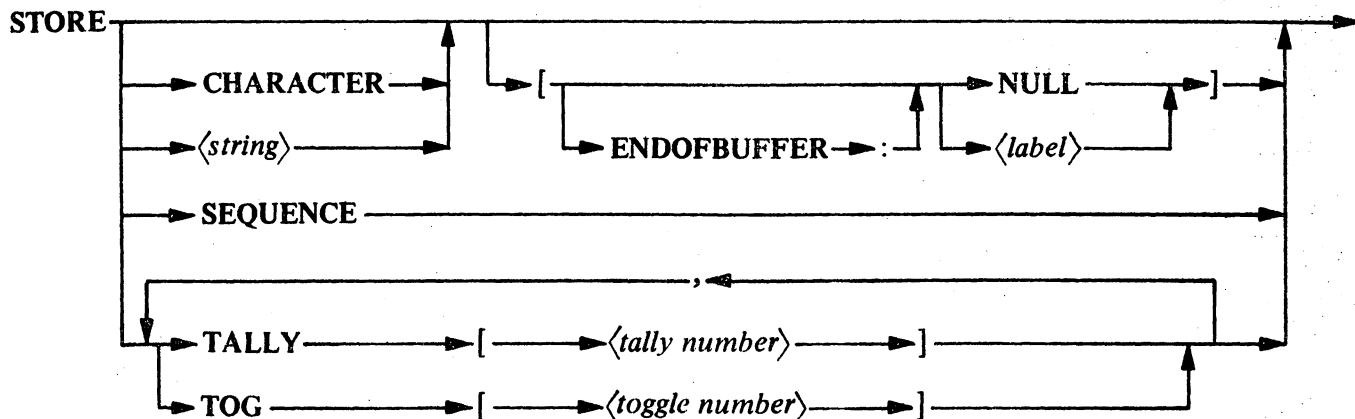 STORE
CHARACTER [ NULL ]
⟨string⟩ ENDOFBUFFER : ⟨label⟩
SEQUENCE
,
TALLY [ ⟨tally number⟩ ]
TOG [ ⟨toggle number⟩ ]